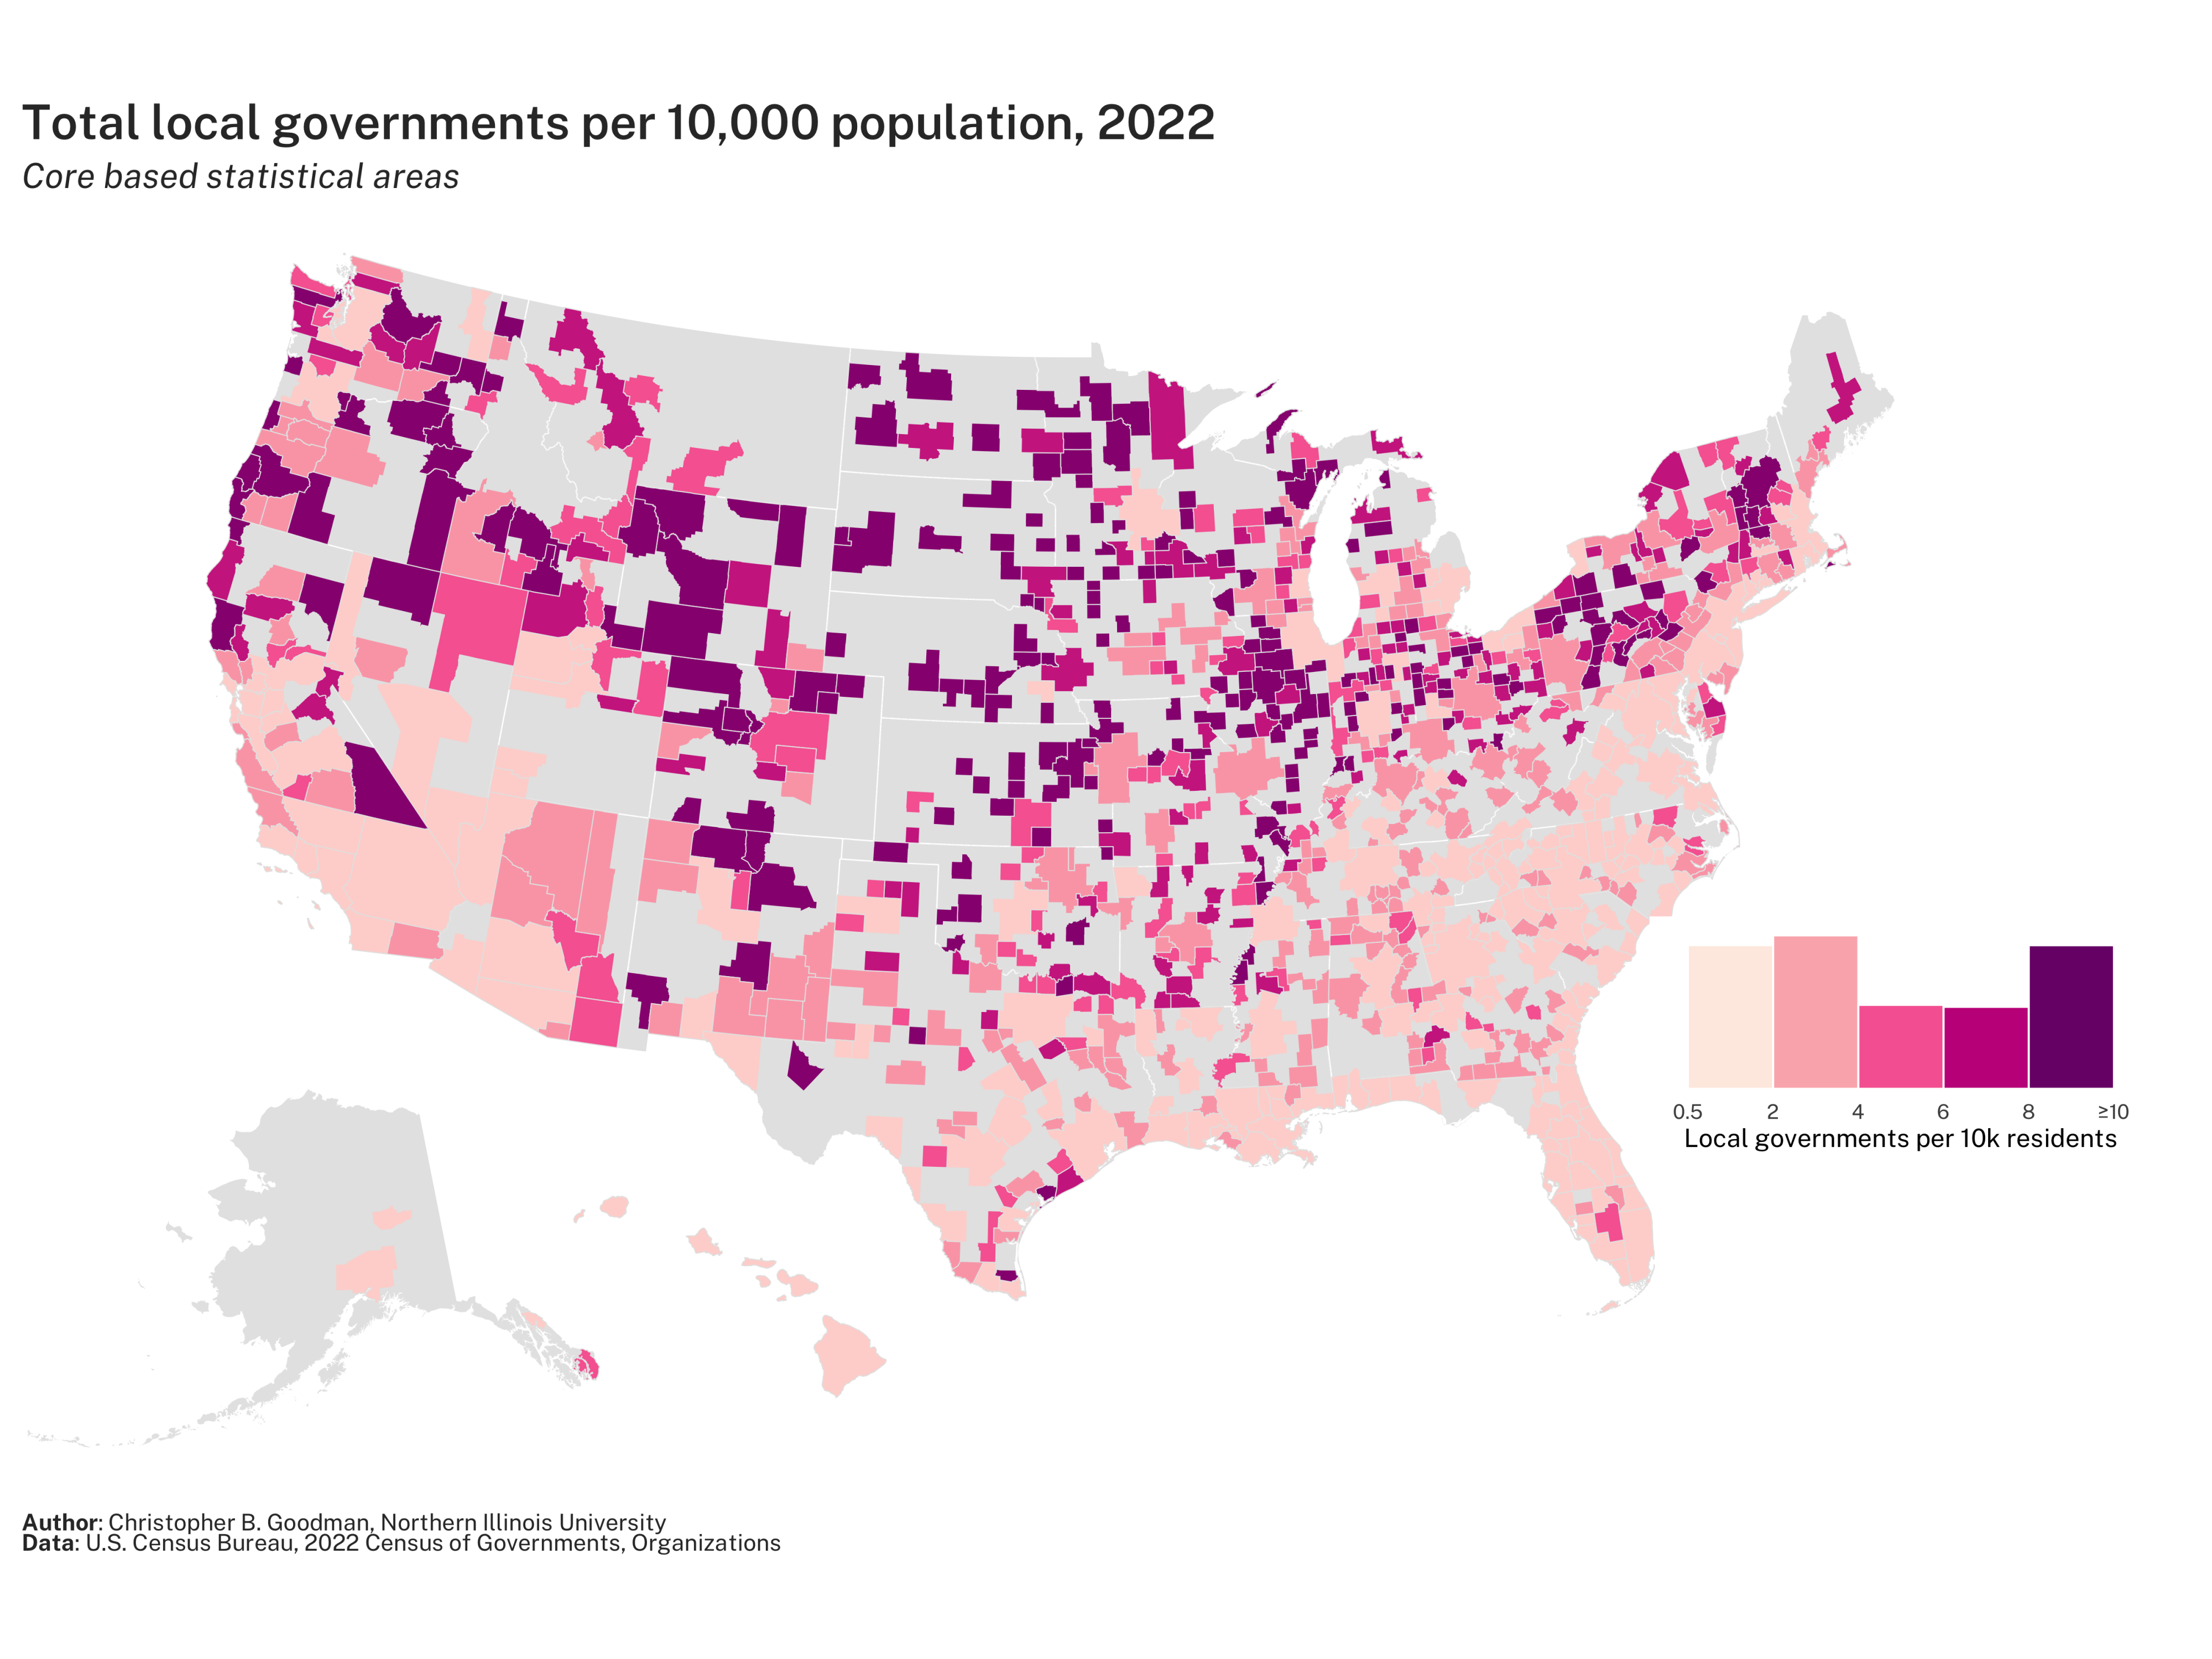 Total local governments per 10,000 population, 2022
Core based statistical areas
0.5 2 4 6 8 ≥10
Local governments per 10k residents
Author: Christopher B. Goodman, Northern Illinois University
Data: U.S. Census Bureau, 2022 Census of Governments, Organizations